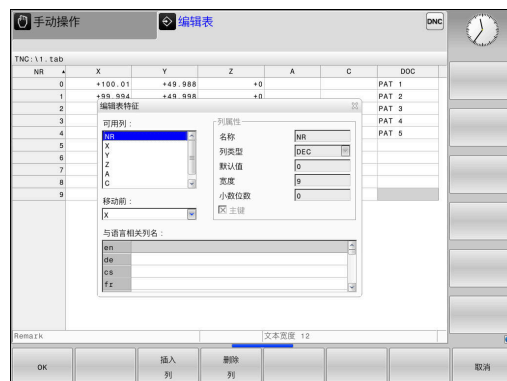 手动操作
编辑表
DNC
TNC:\1.tab
NR X Y Z A C DOC
0 +100.01 +49.988 +0 PAT 1
1 +99.994 +49.998 +0 PAT 2
2 PAT 3
3 PAT 4
4 PAT 5
5
6
7
8
9
编辑表特征
可用列:
NR
X
Y
Z
A
C
移动前:
X
列属性
名称 NR
列类型 DEC
默认值 0
宽度 9
小数位数 0
主键
与语言相关列名:
en
de
cs
fr
Remark
文本宽度 12
OK
插入
列
删除
列
取消